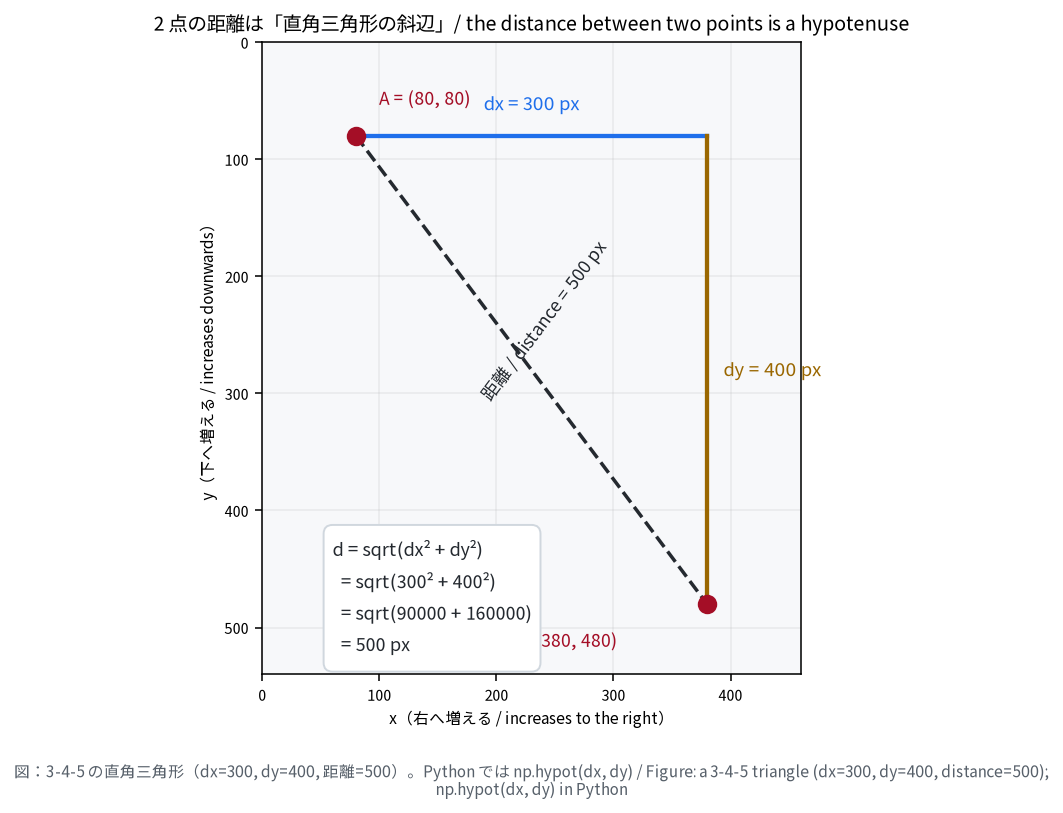 2 点の距離は「直角三角形の斜辺」/ the distance between two points is a hypotenuse
0
A = (80, 80)
dx = 300 px
100
200
距離 / distance = 500 px
y（下へ増える / increases downwards）
300
dy = 400 px
400
d = sqrt(dx² + dy²)
= sqrt(300² + 400²)
= sqrt(90000 + 160000)
= 500 px
380, 480)
500
0 100 200 300 400
x（右へ増える / increases to the right）
図：3-4-5 の直角三角形（dx=300, dy=400, 距離=500）。Python では np.hypot(dx, dy) / Figure: a 3-4-5 triangle (dx=300, dy=400, distance=500);
np.hypot(dx, dy) in Python